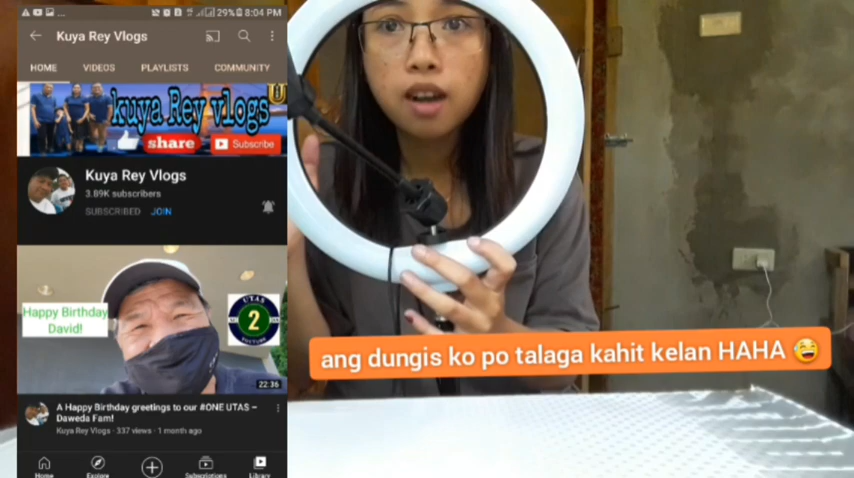 29% 8:04 PM
Kuya Rey Vlogs
HOME VIDEOS PLAYLISTS COMMUNITY
kuya Rey vlogs
share
Subscribe
Kuya Rey Vlogs
3.89K subscribers
SUBSCRIBED JOIN
Happy Birthday
David!
UTAS
2
YOUTUBE
22:36
A Happy Birthday greetings to our #ONE UTAS –
Daweda Fam!
Kuya Rey Vlogs · 337 views · 1 month ago
Home Explore Subscriptions Library
ang dungis ko po talaga kahit kelan HAHA 😅